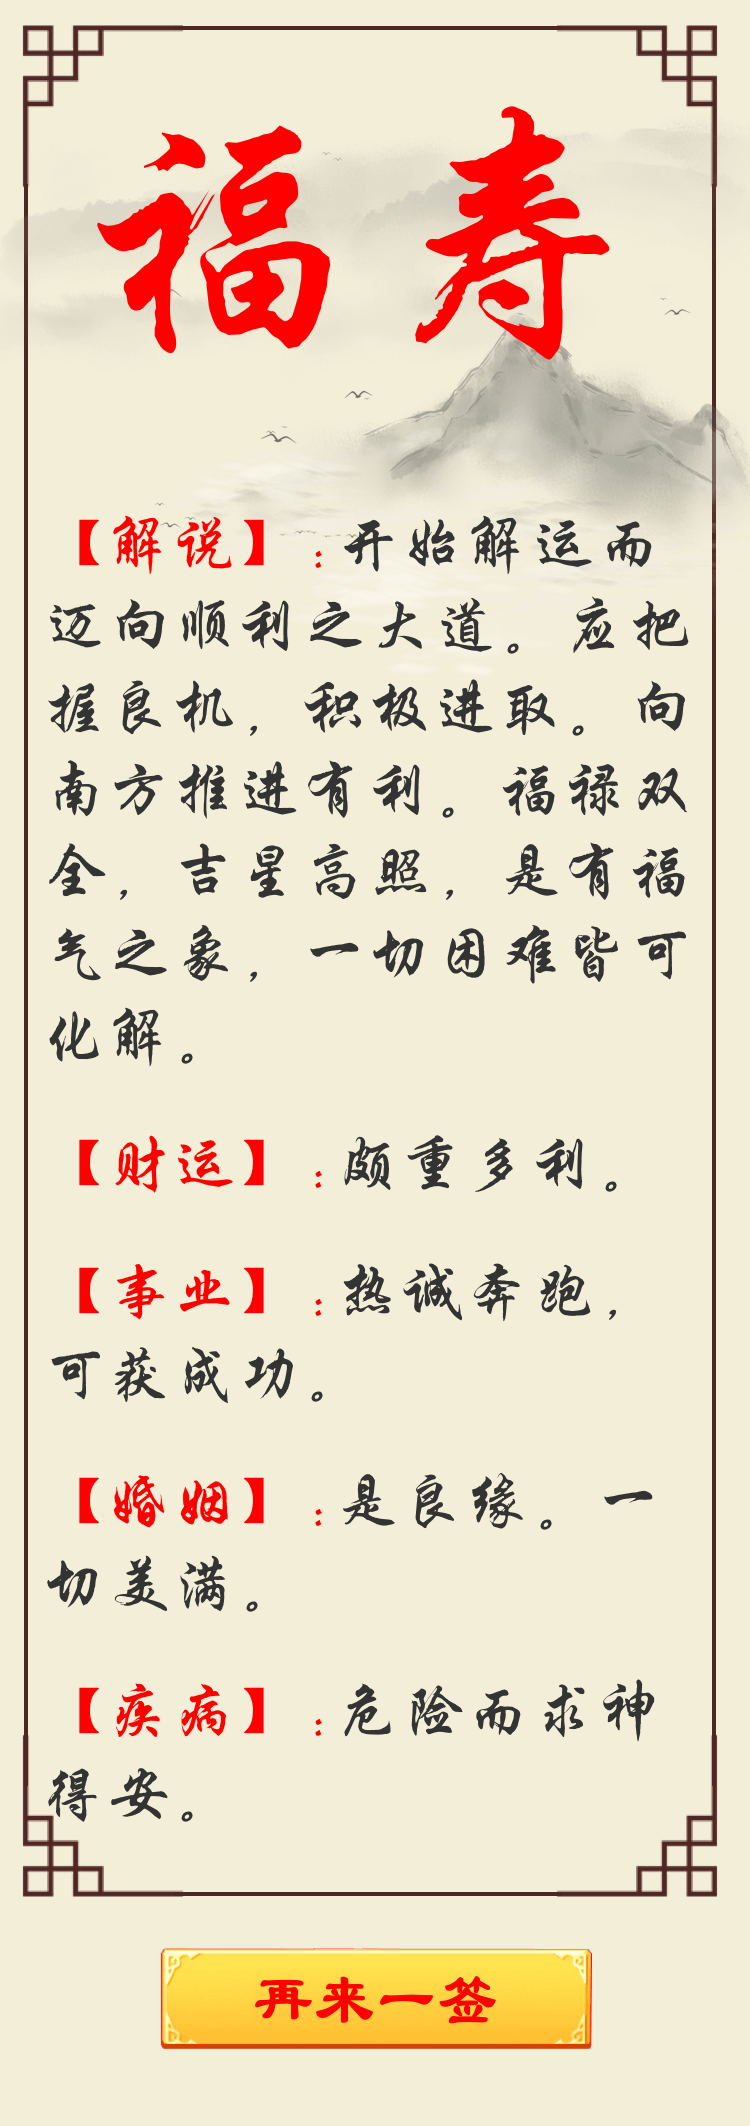 福寿
【解说】:开始解运而
迈向顺利之大道。应把
握良机,积极进取。向
南方推进有利。福禄双
全,吉星高照,是有福
气之象,一切困难皆可
化解。
【财运】:颇重多利。
【事业】:热诚奔跑,
可获成功。
【婚姻】:是良缘。一
切美满。
【疾病】:危险而求神
得安。
再来一签